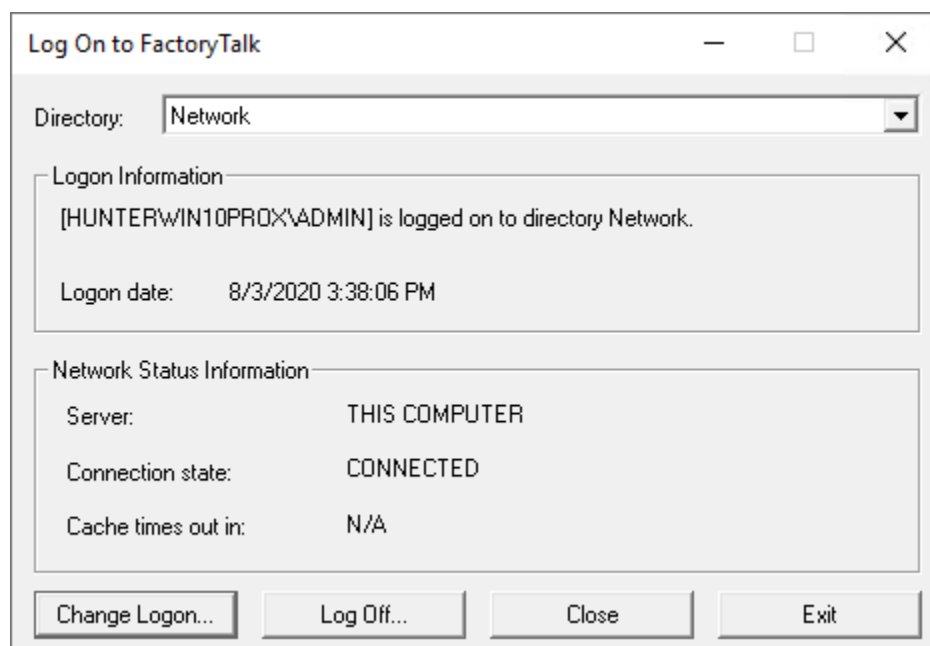 Log On to FactoryTalk
Directory: Network
Logon Information
[HUNTERWIN10PROX\ADMIN] is logged on to directory Network.
Logon date: 8/3/2020 3:38:06 PM
Network Status Information
Server: THIS COMPUTER
Connection state: CONNECTED
Cache times out in: N/A
Change Logon... Log Off... Close Exit